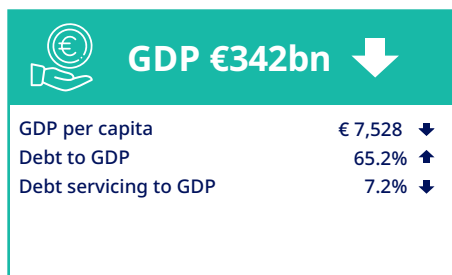 GDP €342bn
GDP per capita € 7,528
Debt to GDP 65.2%
Debt servicing to GDP 7.2%